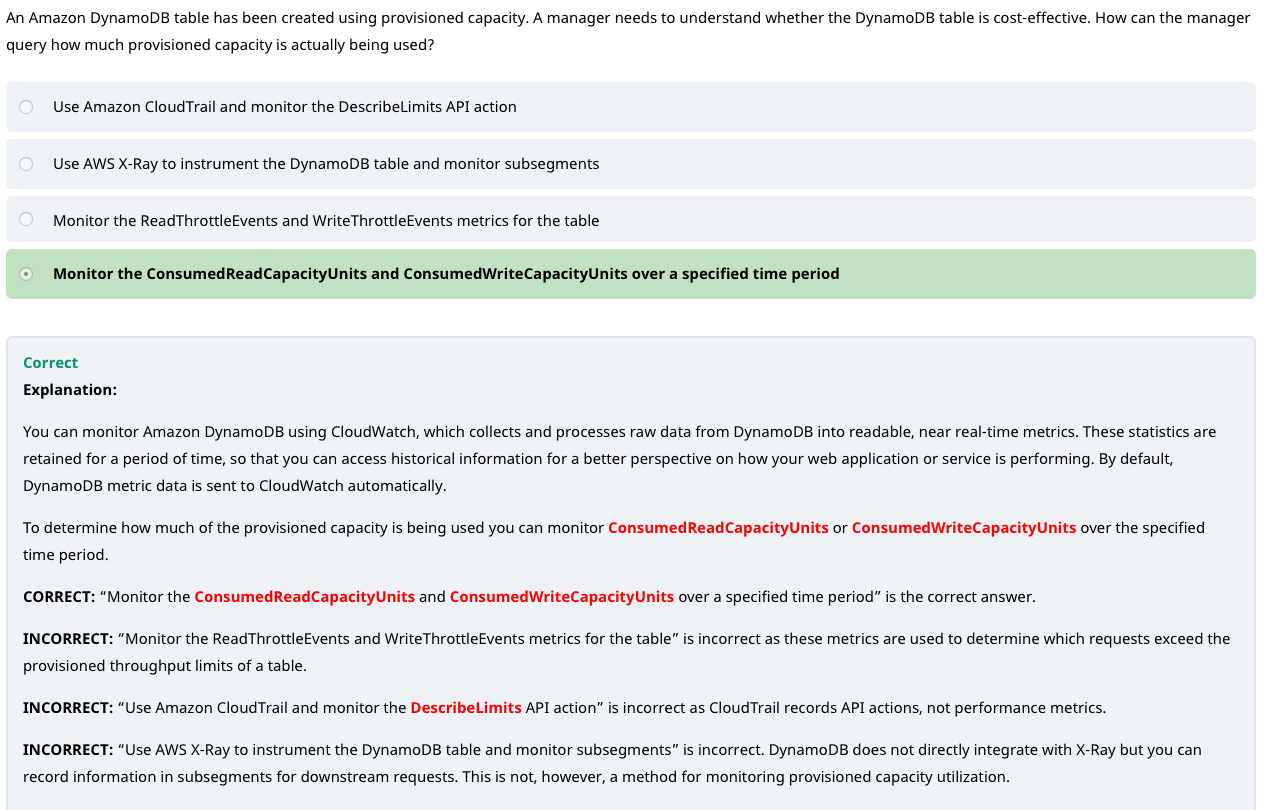 An Amazon DynamoDB table has been created using provisioned capacity. A manager needs to understand whether the DynamoDB table is cost-effective. How can the manager
query how much provisioned capacity is actually being used?
Use Amazon CloudTrail and monitor the DescribeLimits API action
Use AWS X-Ray to instrument the DynamoDB table and monitor subsegments
Monitor the ReadThrottleEvents and WriteThrottleEvents metrics for the table
Monitor the ConsumedReadCapacityUnits and ConsumedWriteCapacityUnits over a specified time period
Correct
Explanation:
You can monitor Amazon DynamoDB using CloudWatch, which collects and processes raw data from DynamoDB into readable, near real-time metrics. These statistics are
retained for a period of time, so that you can access historical information for a better perspective on how your web application or service is performing. By default,
DynamoDB metric data is sent to CloudWatch automatically.
To determine how much of the provisioned capacity is being used you can monitor ConsumedReadCapacityUnits or ConsumedWriteCapacityUnits over the specified
time period.
CORRECT: “Monitor the ConsumedReadCapacityUnits and ConsumedWriteCapacityUnits over a specified time period” is the correct answer.
INCORRECT: “Monitor the ReadThrottleEvents and WriteThrottleEvents metrics for the table” is incorrect as these metrics are used to determine which requests exceed the
provisioned throughput limits of a table.
INCORRECT: “Use Amazon CloudTrail and monitor the DescribeLimits API action” is incorrect as CloudTrail records API actions, not performance metrics.
INCORRECT: “Use AWS X-Ray to instrument the DynamoDB table and monitor subsegments” is incorrect. DynamoDB does not directly integrate with X-Ray but you can
record information in subsegments for downstream requests. This is not, however, a method for monitoring provisioned capacity utilization.